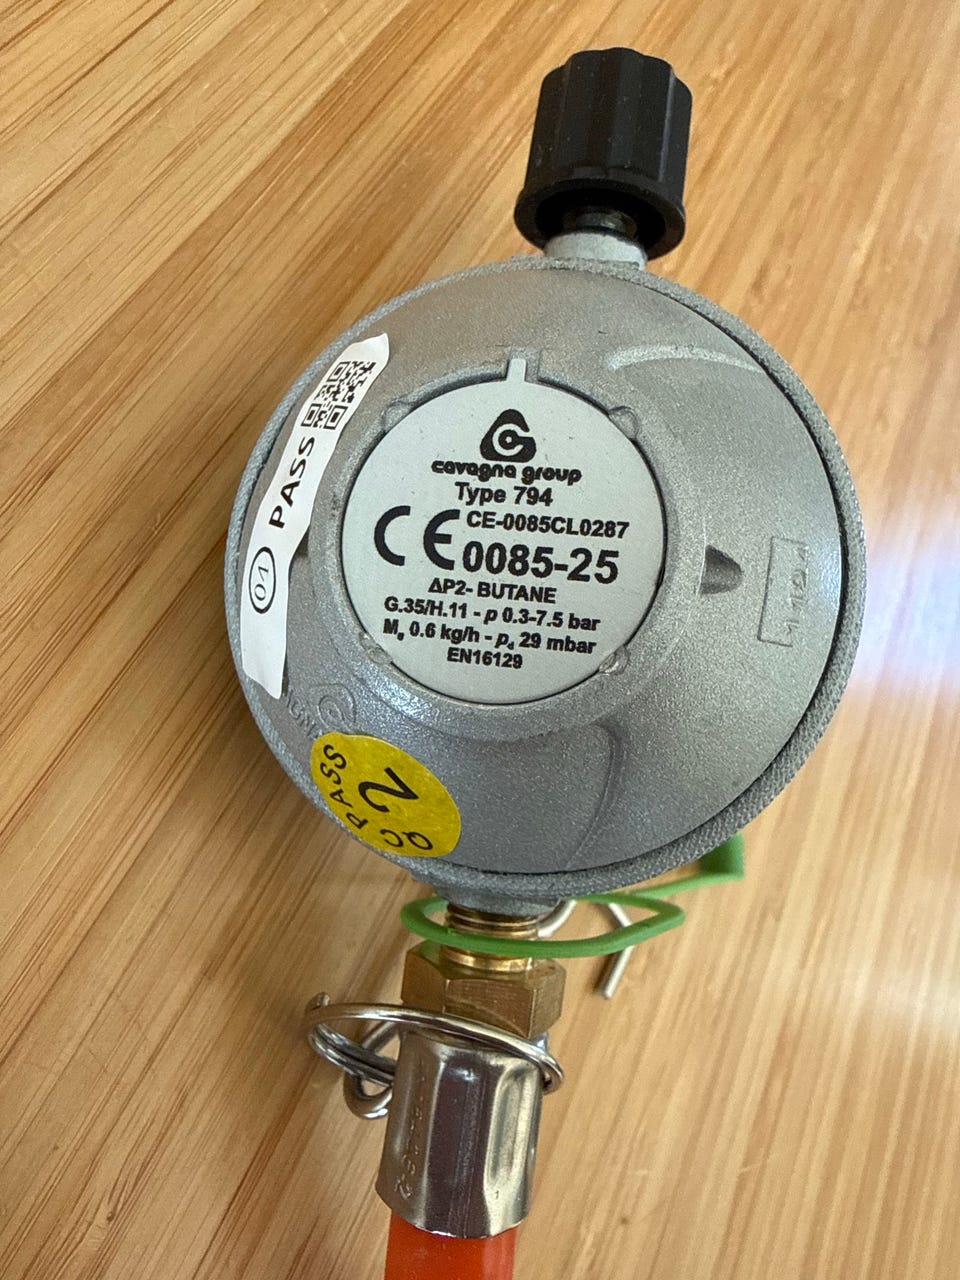 cavagna group
Type 794
CE-0085CL0287
CE 0085-25
ΔP2- BUTANE
G.35/H.11 - p 0.3-7.5 bar
Mg 0.6 kg/h - pd 29 mbar
EN16129
04 PASS
QC PASS
2